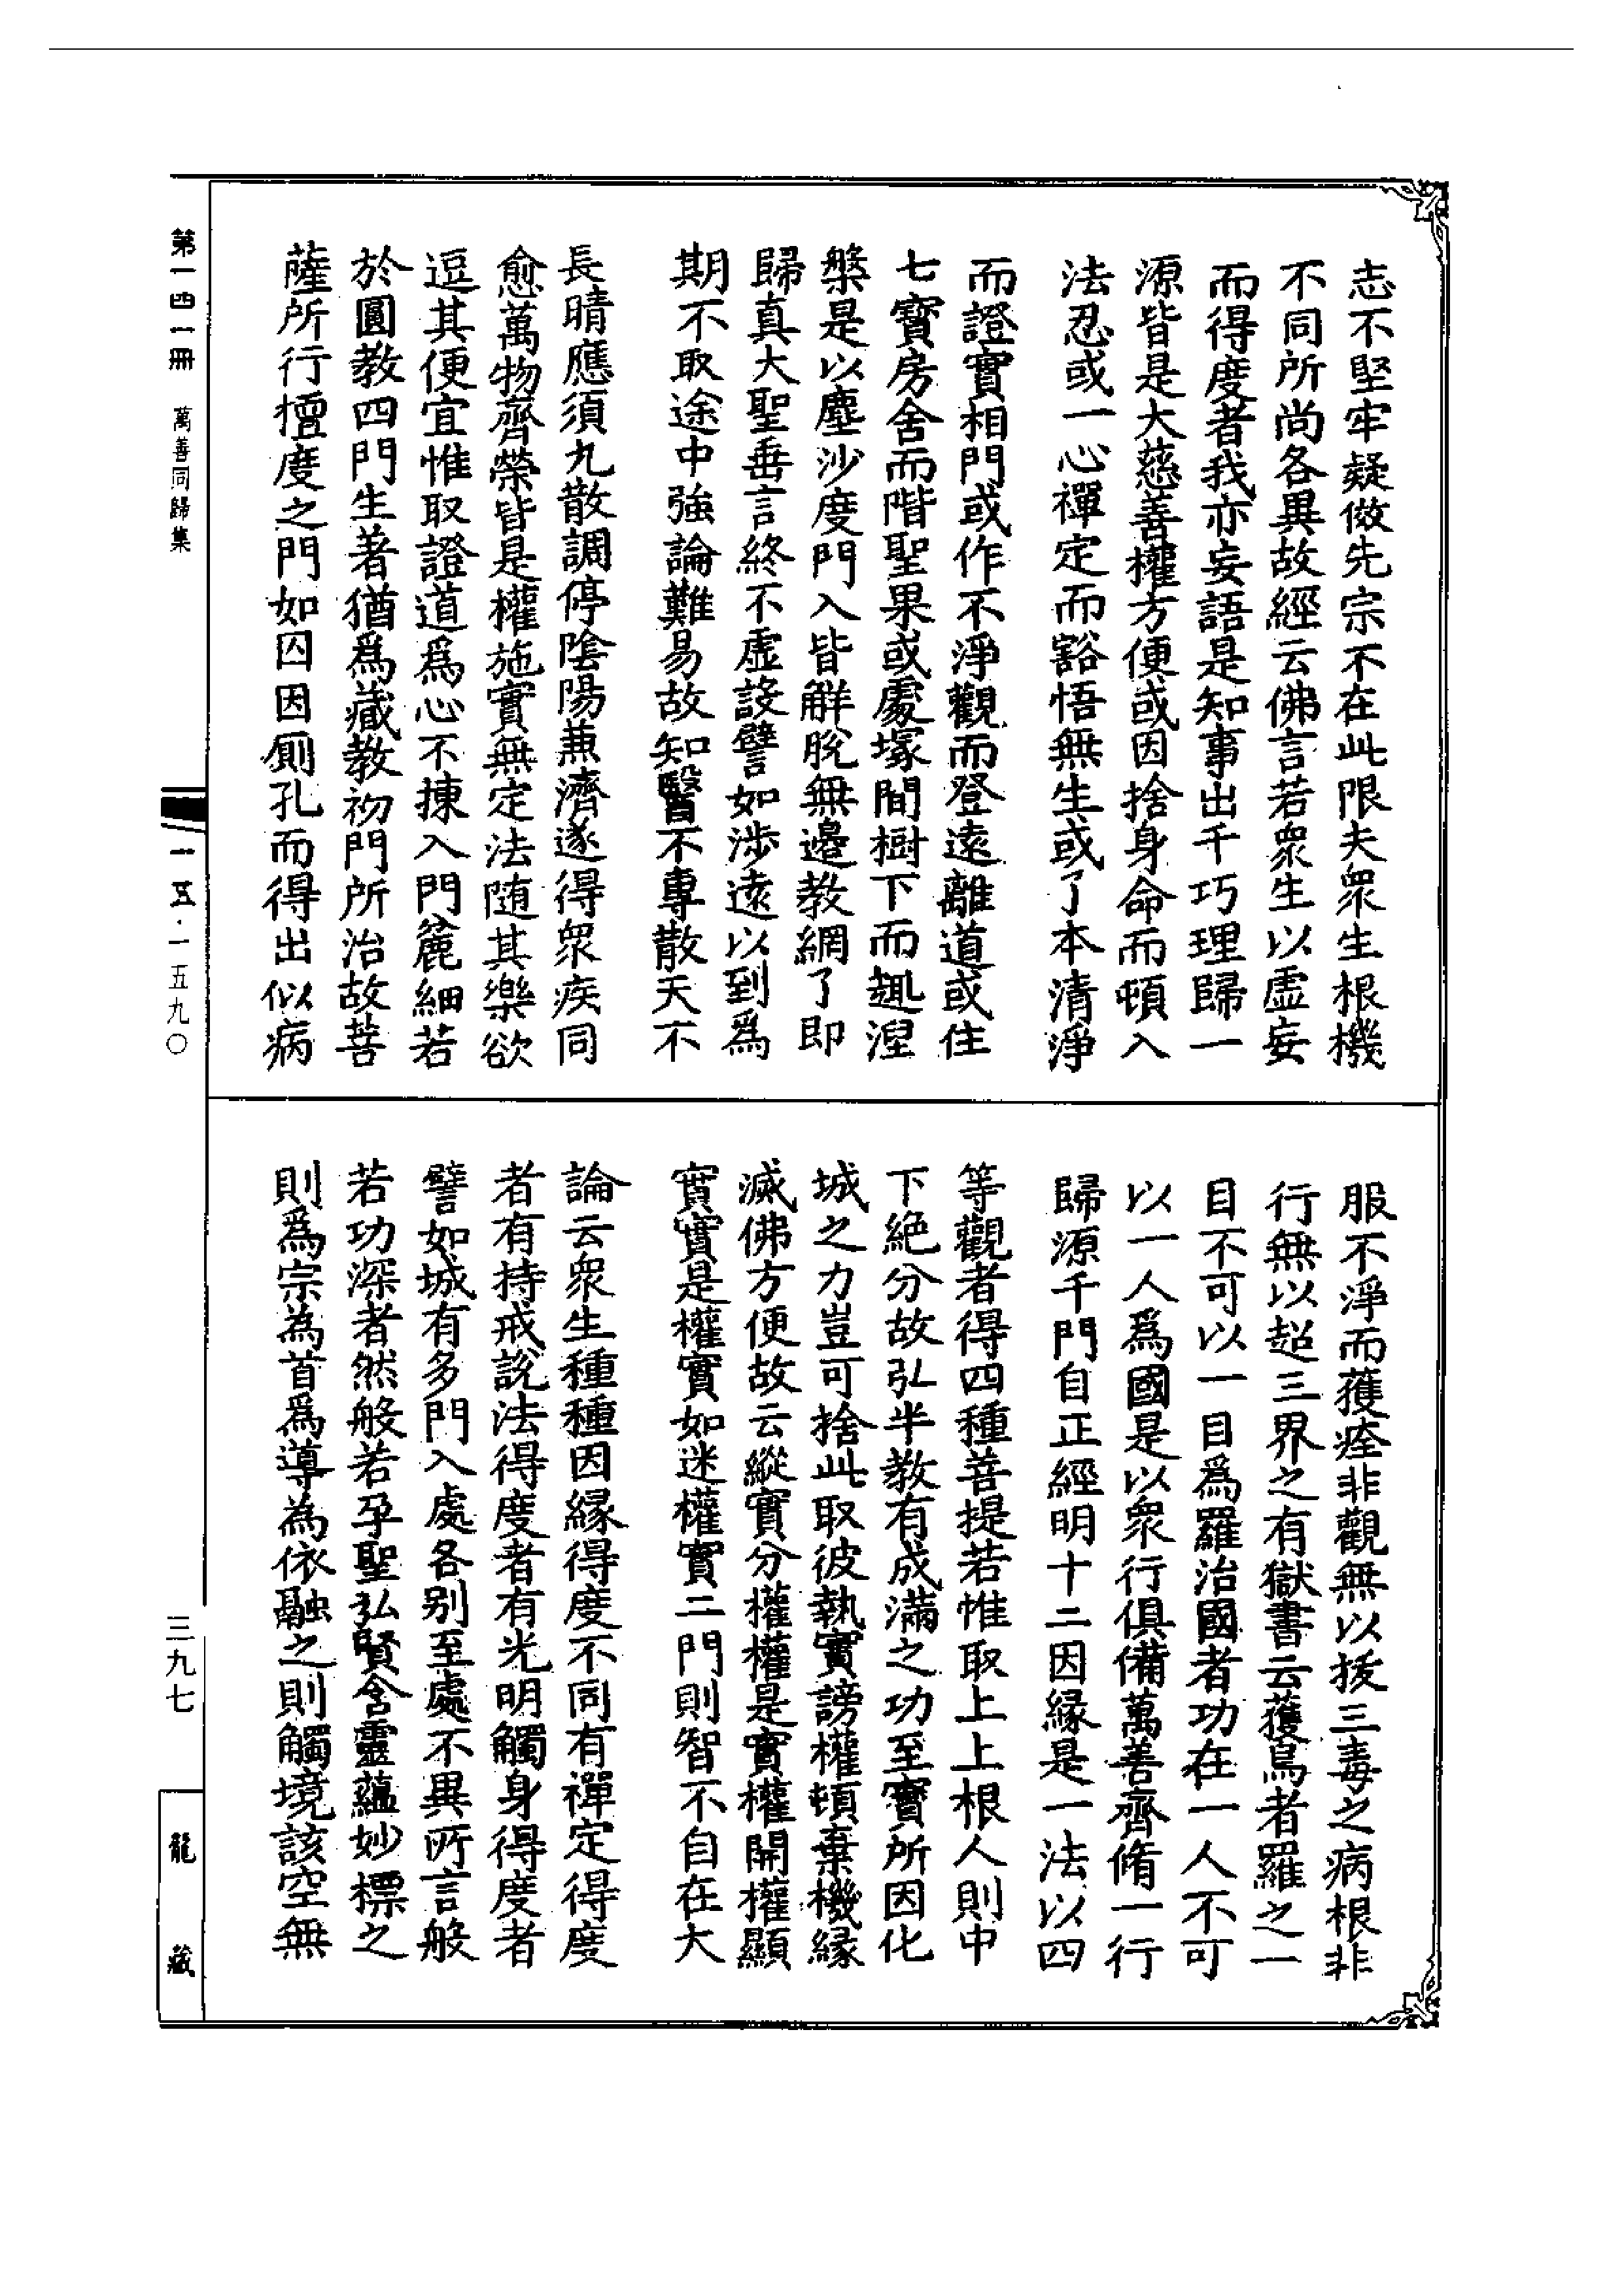 志不堅牢疑倣先宗不在此限夫眾生根機
不同所尚各異故經云佛言若眾生以虛妄
而得度者我亦妄語是知事出千巧理歸一
源皆是大慈善權方便或因捨身命而頓入
法忍或一心禪定而豁悟無生或了本清淨
而證實相門或作不淨觀而登遠離道或住
七寶房舍而階聖果或處塚間樹下而趣涅
槃是以塵沙度門入皆解脫無邊教網了即
歸真大聖垂言終不虛設譬如涉遠以到為
期不取途中強論難易故知醫不專散天不
長晴應須丸散調停陰陽兼濟遂得眾疾同
愈萬物齊榮皆是權施實無定法隨其樂欲
逗其便宜惟取證道爲心不揀入門麤細若
於圓教四門生著猶爲藏教初門所治故菩
薩所行檀度之門如囚因厠孔而得出似病
服不淨而蒱痊非觀無以拔三毒之病根非
行無以超三界之有獄書云獲鳥者羅之一
目不可以一目爲羅治國者功在一人不可
以一人爲國是以衆行俱備萬善齊脩一行
歸源千門自正經明十二因緣是一法以四
等觀者得四種菩提若惟取上上根人則中
下絕分故弘半教有成滿之功至寶所因化
城之力豈可捨此取彼執實謗權頓棄機緣
滅佛方便故云縱實分權權是實權開權顯
實實是權實如迷權實二門則智不自在大
論云眾生種種因緣得度不同有禪定得度
者有持戒說法得度者有光明觸身得度者
譬如城有多門入處各別至處不異所言般
若功深者然般若孕聖弘賢含靈蘊妙標之
則爲宗為首爲導為依融之則觸境該空無
第一四一冊 萬善同歸集
一五·一五九〇
三九七
龍藏